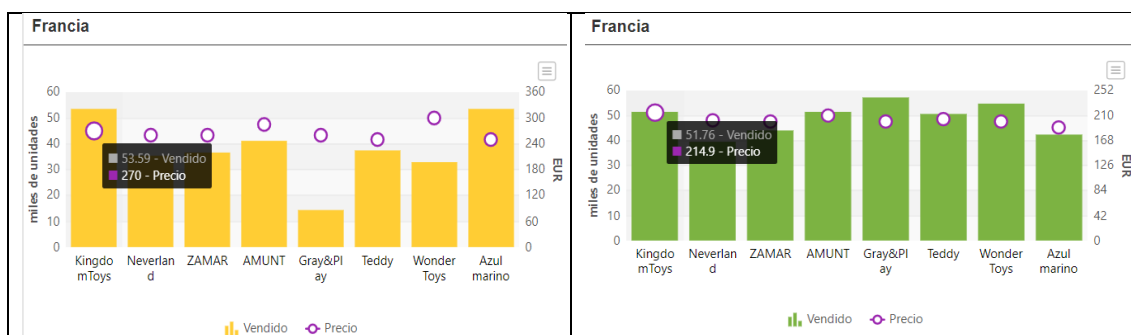 Francia
60
50
40
30
20
10
0
miles de unidades
360
300
240
180
120
60
0
EUR
53.59 - Vendido
270 - Precio
Kingdo
mToys
Neverlan
d
ZAMAR
AMUNT
Gray&Pl
ay
Teddy
Wonder
Toys
Azul
marino
Vendido
Precio
Francia
60
50
40
30
20
10
0
miles de unidades
252
210
168
126
84
42
0
EUR
51.76 - Vendido
214.9 - Precio
Kingdo
mToys
Neverlan
d
ZAMAR
AMUNT
Gray&Pl
ay
Teddy
Wonder
Toys
Azul
marino
Vendido
Precio